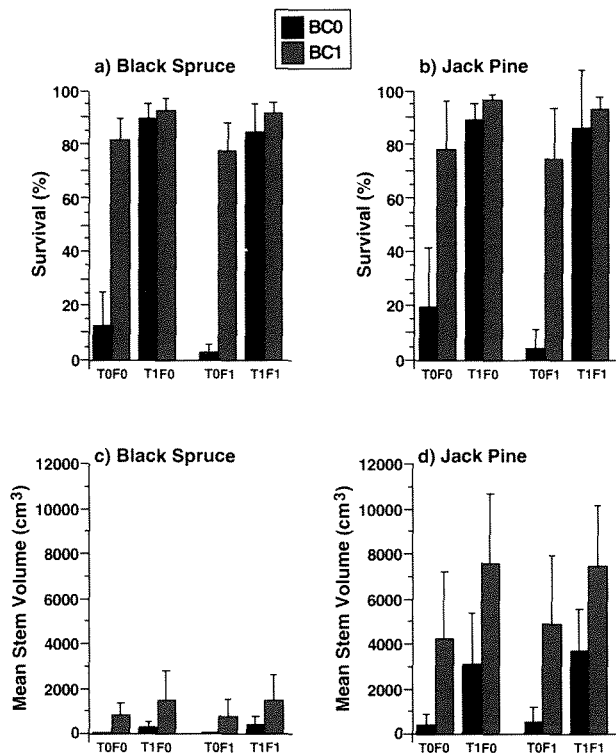 BC0
BC1
a) Black Spruce
b) Jack Pine
Survival (%)
100
80
60
40
20
0
T0F0 T1F0 T0F1 T1F1
Survival (%)
100
80
60
40
20
0
T0F0 T1F0 T0F1 T1F1
c) Black Spruce
d) Jack Pine
Mean Stem Volume (cm³)
12000
10000
8000
6000
4000
2000
0
T0F0 T1F0 T0F1 T1F1
Mean Stem Volume (cm³)
12000
10000
8000
6000
4000
2000
0
T0F0 T1F0 T0F1 T1F1